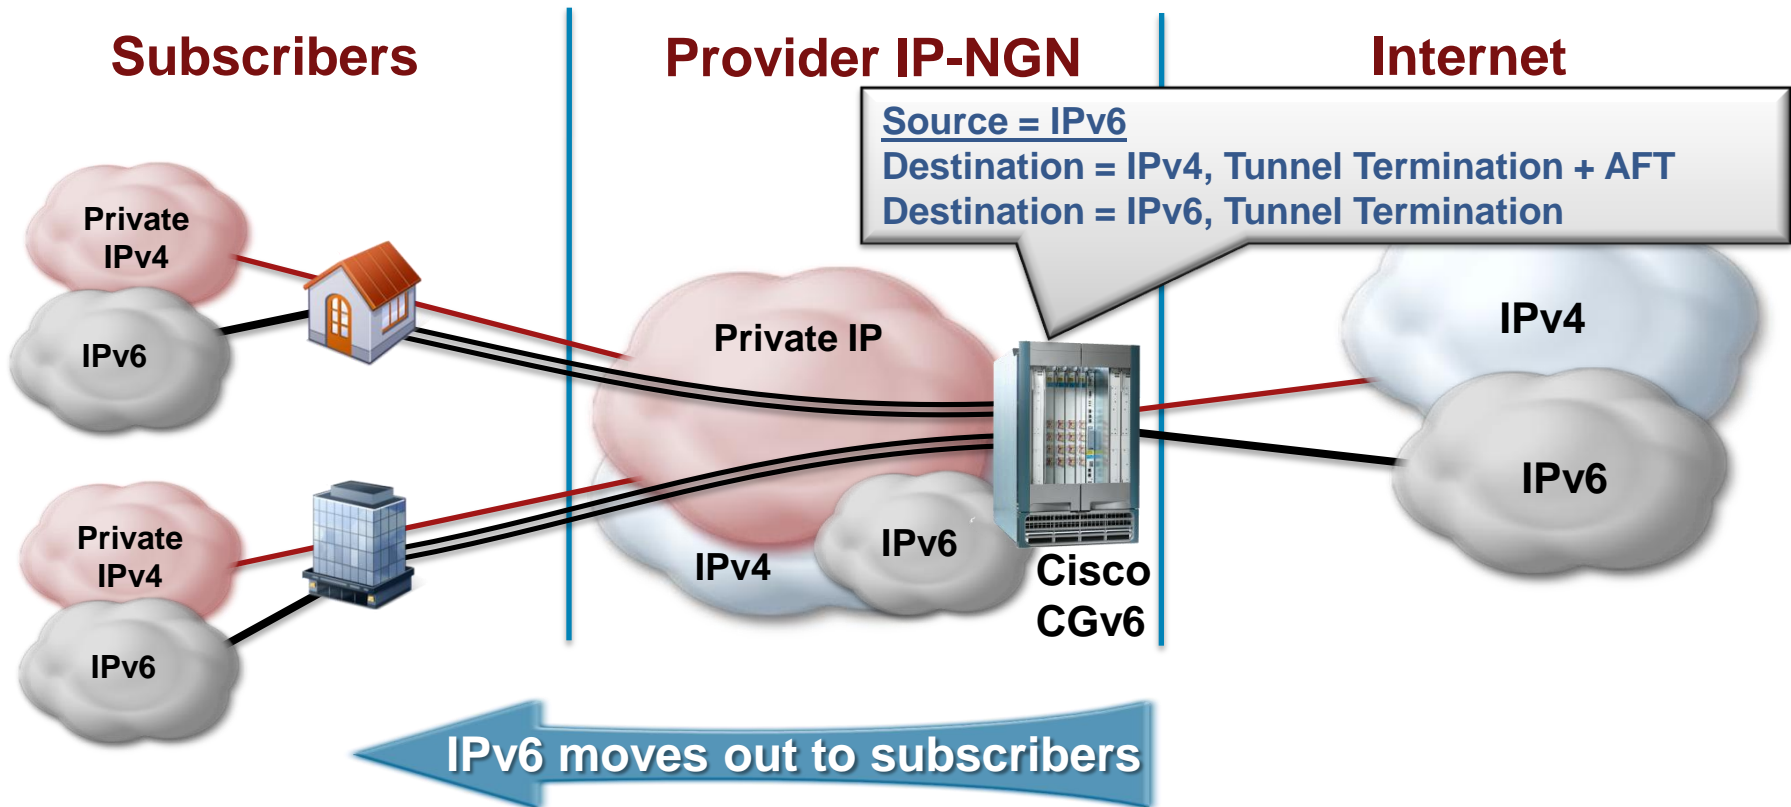 Subscribers
Provider IP-NGN
Internet
Source = IPv6
Destination = IPv4, Tunnel Termination + AFT
Destination = IPv6, Tunnel Termination
Private
IPv4
IPv6
Private IP
IPv4
IPv6
Private
IPv4
IPv6
IPv4
IPv6
Cisco
CGv6
IPv6 moves out to subscribers